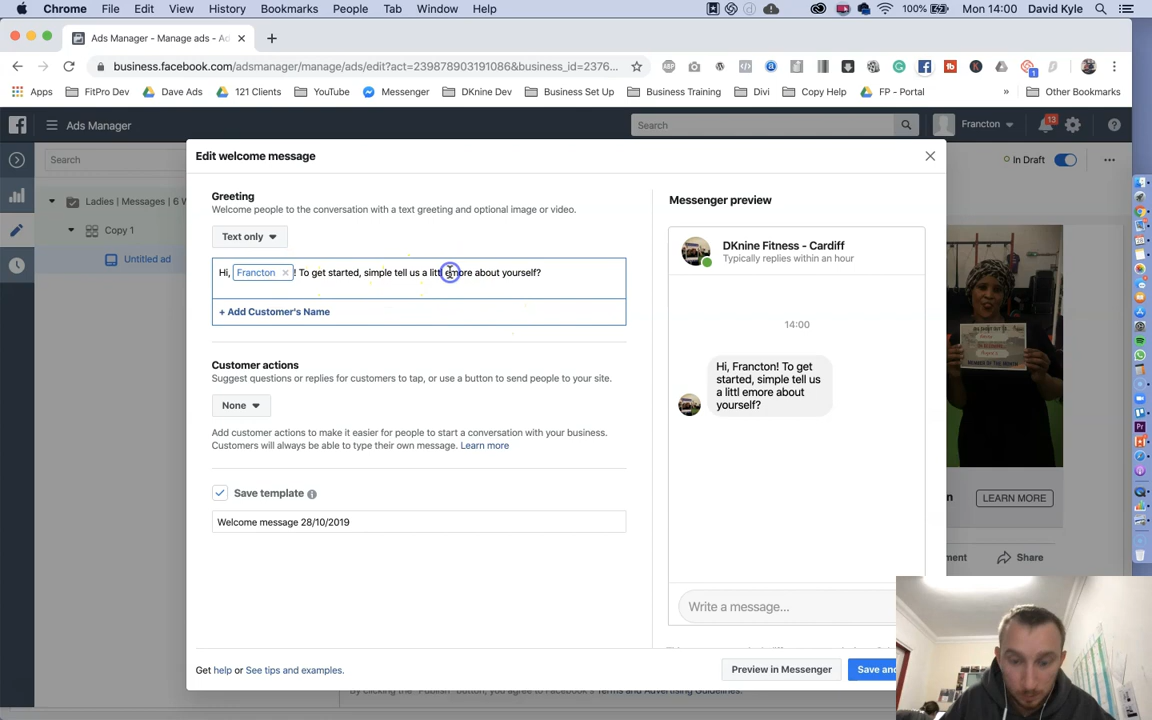 Chrome File Edit View History Bookmarks People Tab Window Help 100% Mon 14:00 David Kyle
Ads Manager - Manage ads - Ad
business.facebook.com/adsmanager/manage/ads/edit?act=239878903191086&business_id=2376...
Apps FitPro Dev Dave Ads 121 Clients YouTube Messenger DKnine Dev Business Set Up Business Training Divi Copy Help FP - Portal » Other Bookmarks
Ads Manager Search Francton 13
Search
In Draft
Ladies | Messages | 6 W
Copy 1
Untitled ad
Edit welcome message
Greeting
Welcome people to the conversation with a text greeting and optional image or video.
Text only
Hi, Francton ! To get started, simple tell us a littl emore about yourself?
+ Add Customer's Name
Customer actions
Suggest questions or replies for customers to tap, or use a button to send people to your site.
None
Add customer actions to make it easier for people to start a conversation with your business.
Customers will always be able to type their own message. Learn more
Save template
Welcome message 28/10/2019
Get help or See tips and examples.
Messenger preview
DKnine Fitness - Cardiff
Typically replies within an hour
14:00
Hi, Francton! To get
started, simple tell us
a littl emore about
yourself?
Write a message...
Preview in Messenger
Save and
LEARN MORE
ment Share
By clicking the "Publish" button, you agree to Facebook's Terms and Advertising Guidelines.